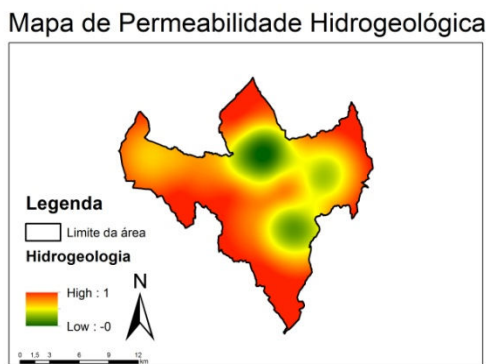 Mapa de Permeabilidade Hidrogeológica
Legenda
Limite da área
Hidrogeologia
High : 1
Low : -0
N
0 1,5 3 6 9 12
km